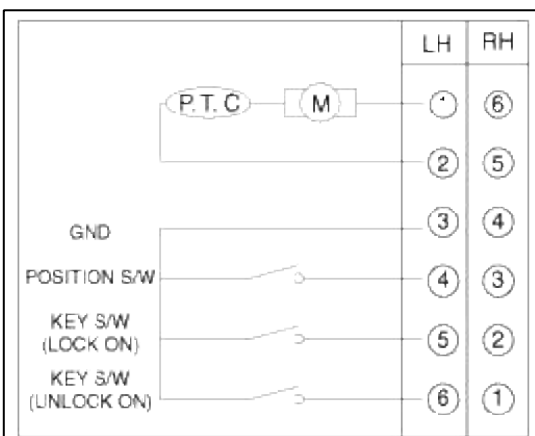 LH RH
P.T.C M 1 6
2 5
GND 3 4
POSITION S/W 4 3
KEY S/W
(LOCK ON) 5 2
KEY S/W
(UNLOCK ON) 6 1